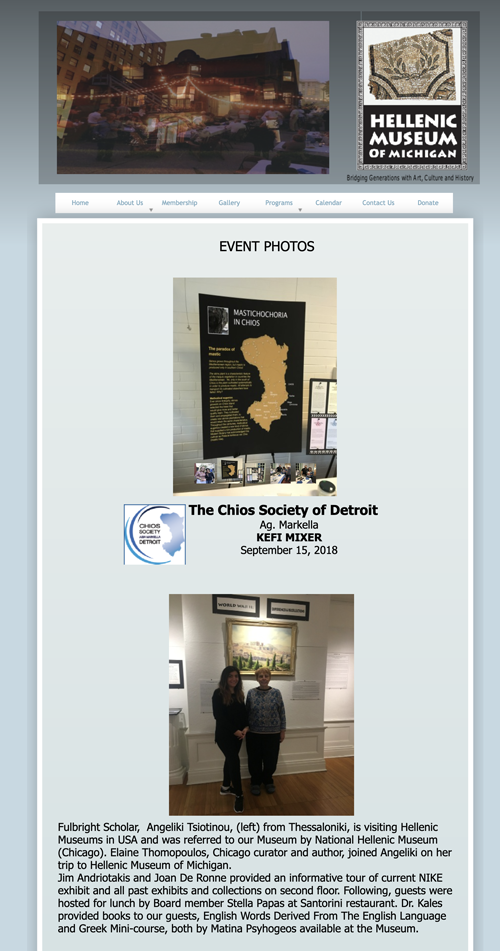 HELLENIC
MUSEUM
OF MICHIGAN
Bridging Generations with Art, Culture and History
Home
About Us
Membership
Gallery
Programs
Calendar
Contact Us
Donate
EVENT PHOTOS
MASTICHOCHORIA
IN CHIOS
The paradox of
mastic
CHIOS
SOCIETY
DETROIT
The Chios Society of Detroit
Ag. Markella
KEFI MIXER
September 15, 2018
WORLD WAR II
Fulbright Scholar, Angeliki Tsiotinou, (left) from Thessaloniki, is visiting Hellenic
Museums in USA and was referred to our Museum by National Hellenic Museum
(Chicago). Elaine Thomopoulos, Chicago curator and author, joined Angeliki on her
trip to Hellenic Museum of Michigan.
Jim Andriotakis and Joan De Ronne provided an informative tour of current NIKE
exhibit and all past exhibits and collections on second floor. Following, guests were
hosted for lunch by Board member Stella Papas at Santorini restaurant. Dr. Kales
provided books to our guests, English Words Derived From The English Language
and Greek Mini-course, both by Matina Psyhogeos available at the Museum.